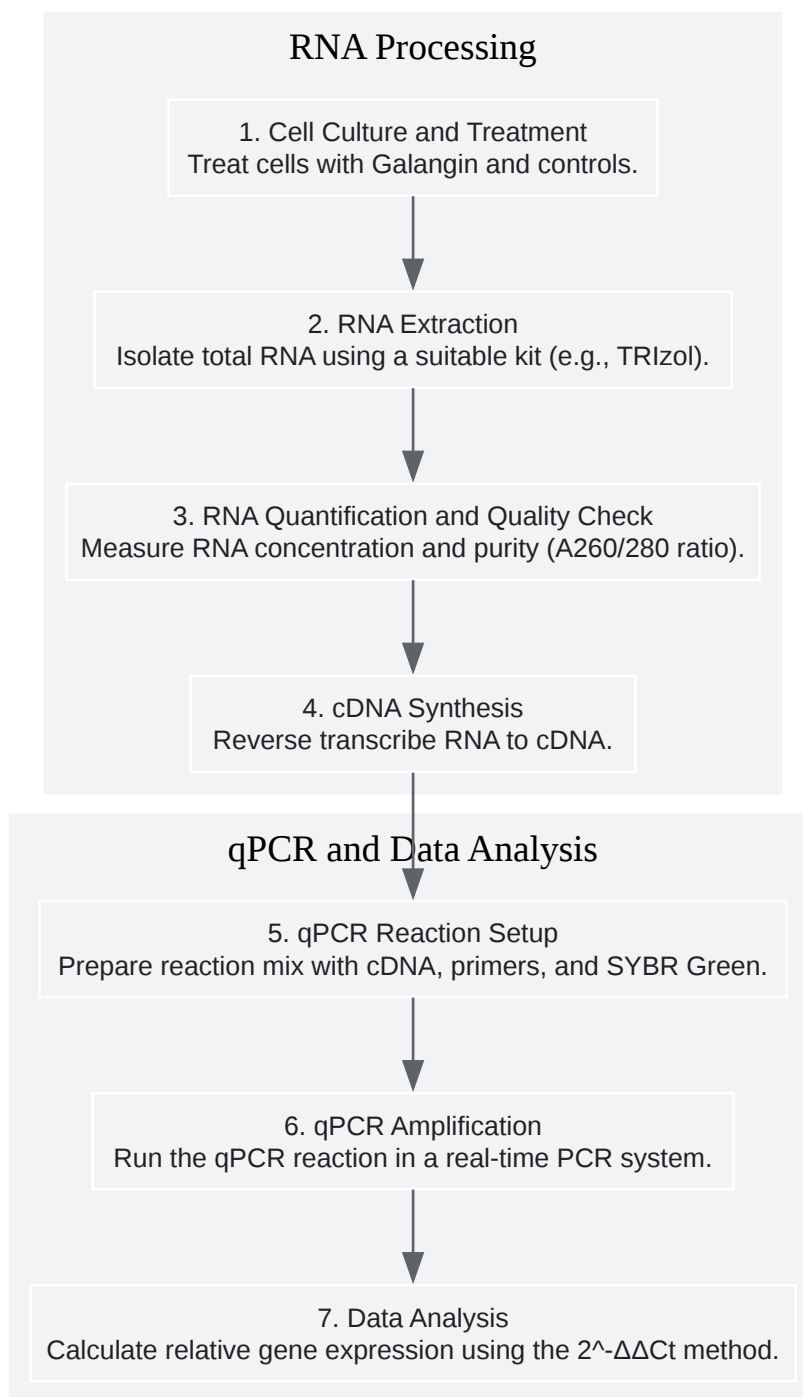 RNA Processing
1. Cell Culture and Treatment
Treat cells with Galangin and controls.
2. RNA Extraction
Isolate total RNA using a suitable kit (e.g., TRIzol).
3. RNA Quantification and Quality Check
Measure RNA concentration and purity (A260/280 ratio).
4. cDNA Synthesis
Reverse transcribe RNA to cDNA.
qPCR and Data Analysis
5. qPCR Reaction Setup
Prepare reaction mix with cDNA, primers, and SYBR Green.
6. qPCR Amplification
Run the qPCR reaction in a real-time PCR system.
7. Data Analysis
Calculate relative gene expression using the 2^-ΔΔCt method.